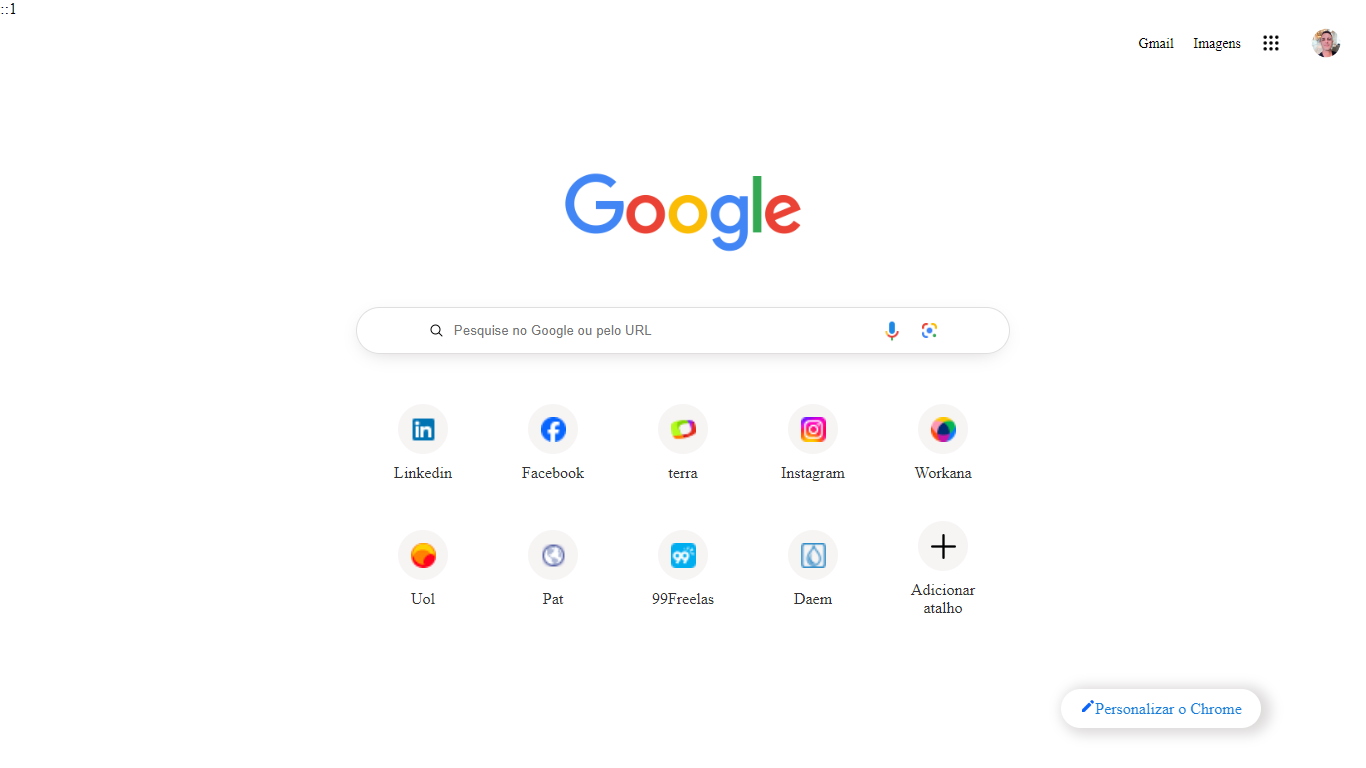 ::1
Gmail Imagens
Google
Pesquise no Google ou pelo URL
Linkedin Facebook terra Instagram Workana
Uol Pat 99Freelas Daem Adicionar
atalho
Personalizar o Chrome